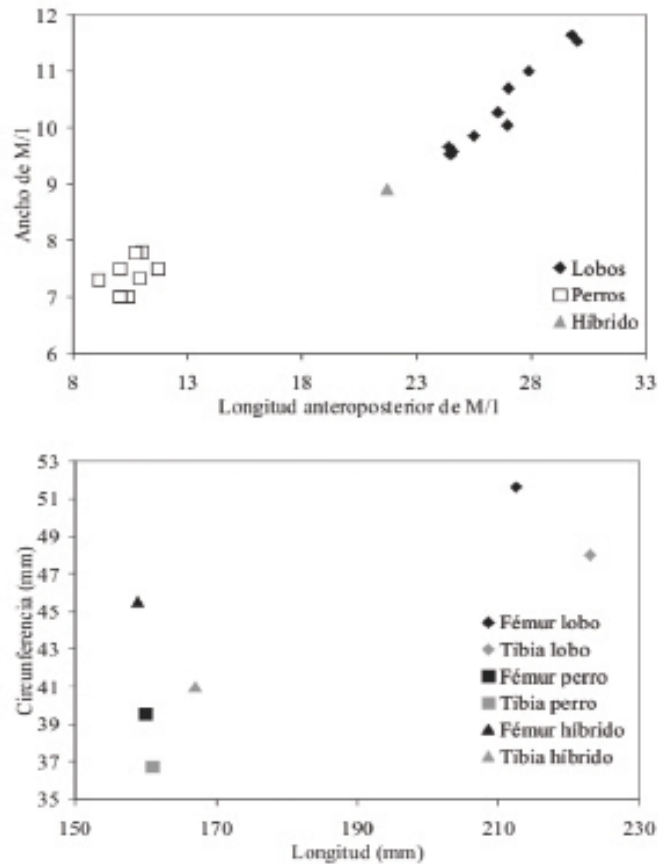 12
11
10
9
8
7
6
Ancho de M/1
Lobos
Perros
Híbrido
8 13 18 23 28 33
Longitud anteroposterior de M/1
53
51
49
47
45
43
41
39
37
35
Circunferencia (mm)
Fémur lobo
Tibia lobo
Fémur perro
Tibia perro
Fémur híbrido
Tibia híbrido
150 170 190 210 230
Longitud (mm)